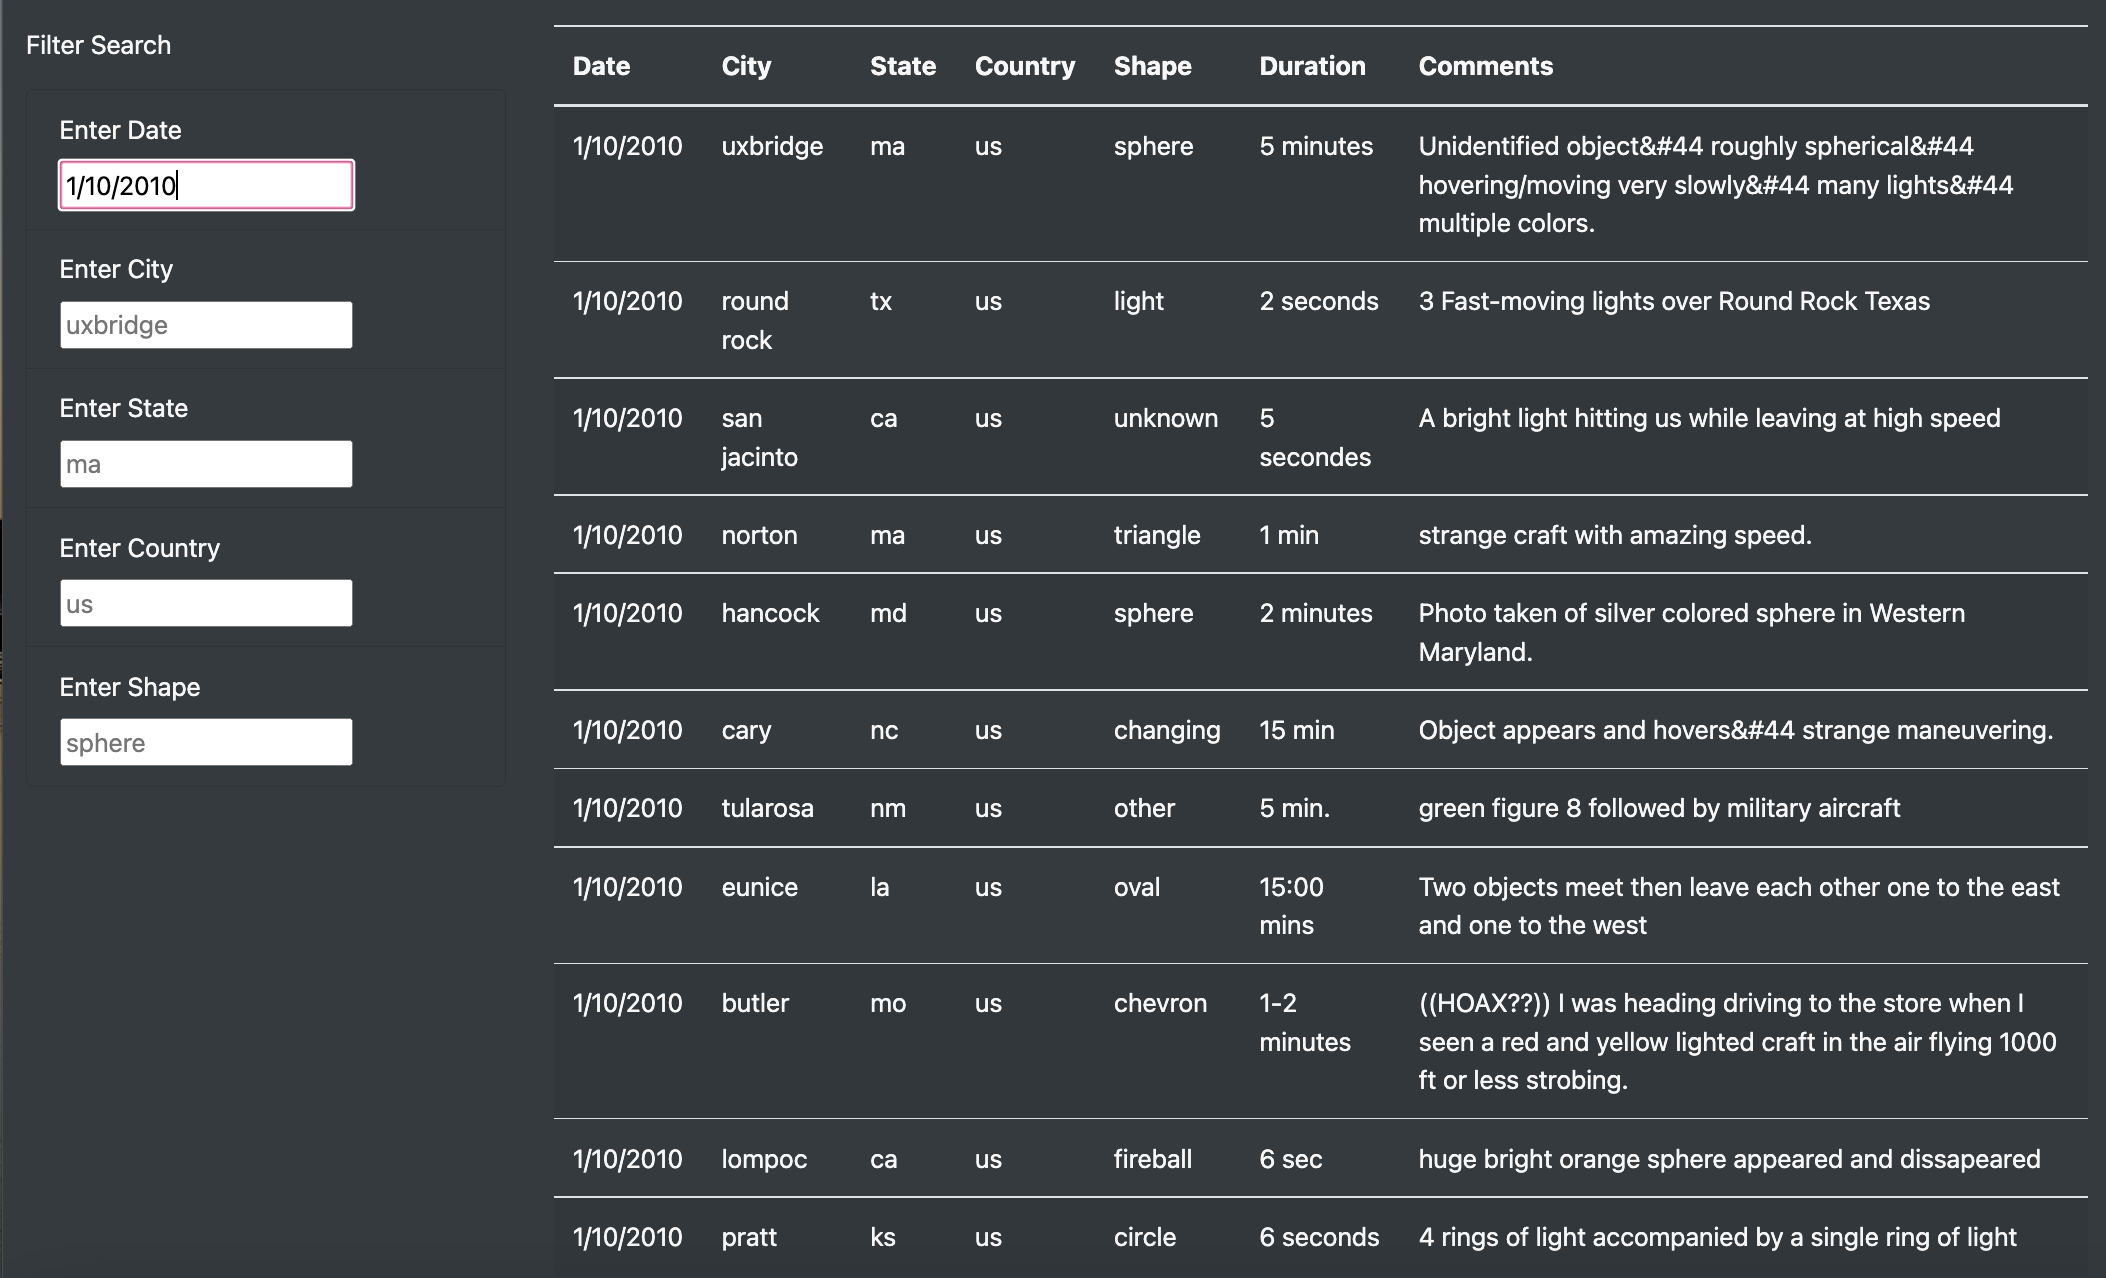 Filter Search
Enter Date
1/10/2010
Enter City
uxbridge
Enter State
ma
Enter Country
us
Enter Shape
sphere
Date City State Country Shape Duration Comments
1/10/2010 uxbridge ma us sphere 5 minutes Unidentified object&#44 roughly spherical&#44
hovering/moving very slowly&#44 many lights&#44
multiple colors.
1/10/2010 round tx us light 2 seconds 3 Fast-moving lights over Round Rock Texas
rock
1/10/2010 san ca us unknown 5 A bright light hitting us while leaving at high speed
jacinto secondes
1/10/2010 norton ma us triangle 1 min strange craft with amazing speed.
1/10/2010 hancock md us sphere 2 minutes Photo taken of silver colored sphere in Western
Maryland.
1/10/2010 cary nc us changing 15 min Object appears and hovers&#44 strange maneuvering.
1/10/2010 tularosa nm us other 5 min. green figure 8 followed by military aircraft
1/10/2010 eunice la us oval 15:00 Two objects meet then leave each other one to the east
mins and one to the west
1/10/2010 butler mo us chevron 1-2 ((HOAX??)) I was heading driving to the store when I
minutes seen a red and yellow lighted craft in the air flying 1000
ft or less strobing.
1/10/2010 lompoc ca us fireball 6 sec huge bright orange sphere appeared and dissapeared
1/10/2010 pratt ks us circle 6 seconds 4 rings of light accompanied by a single ring of light